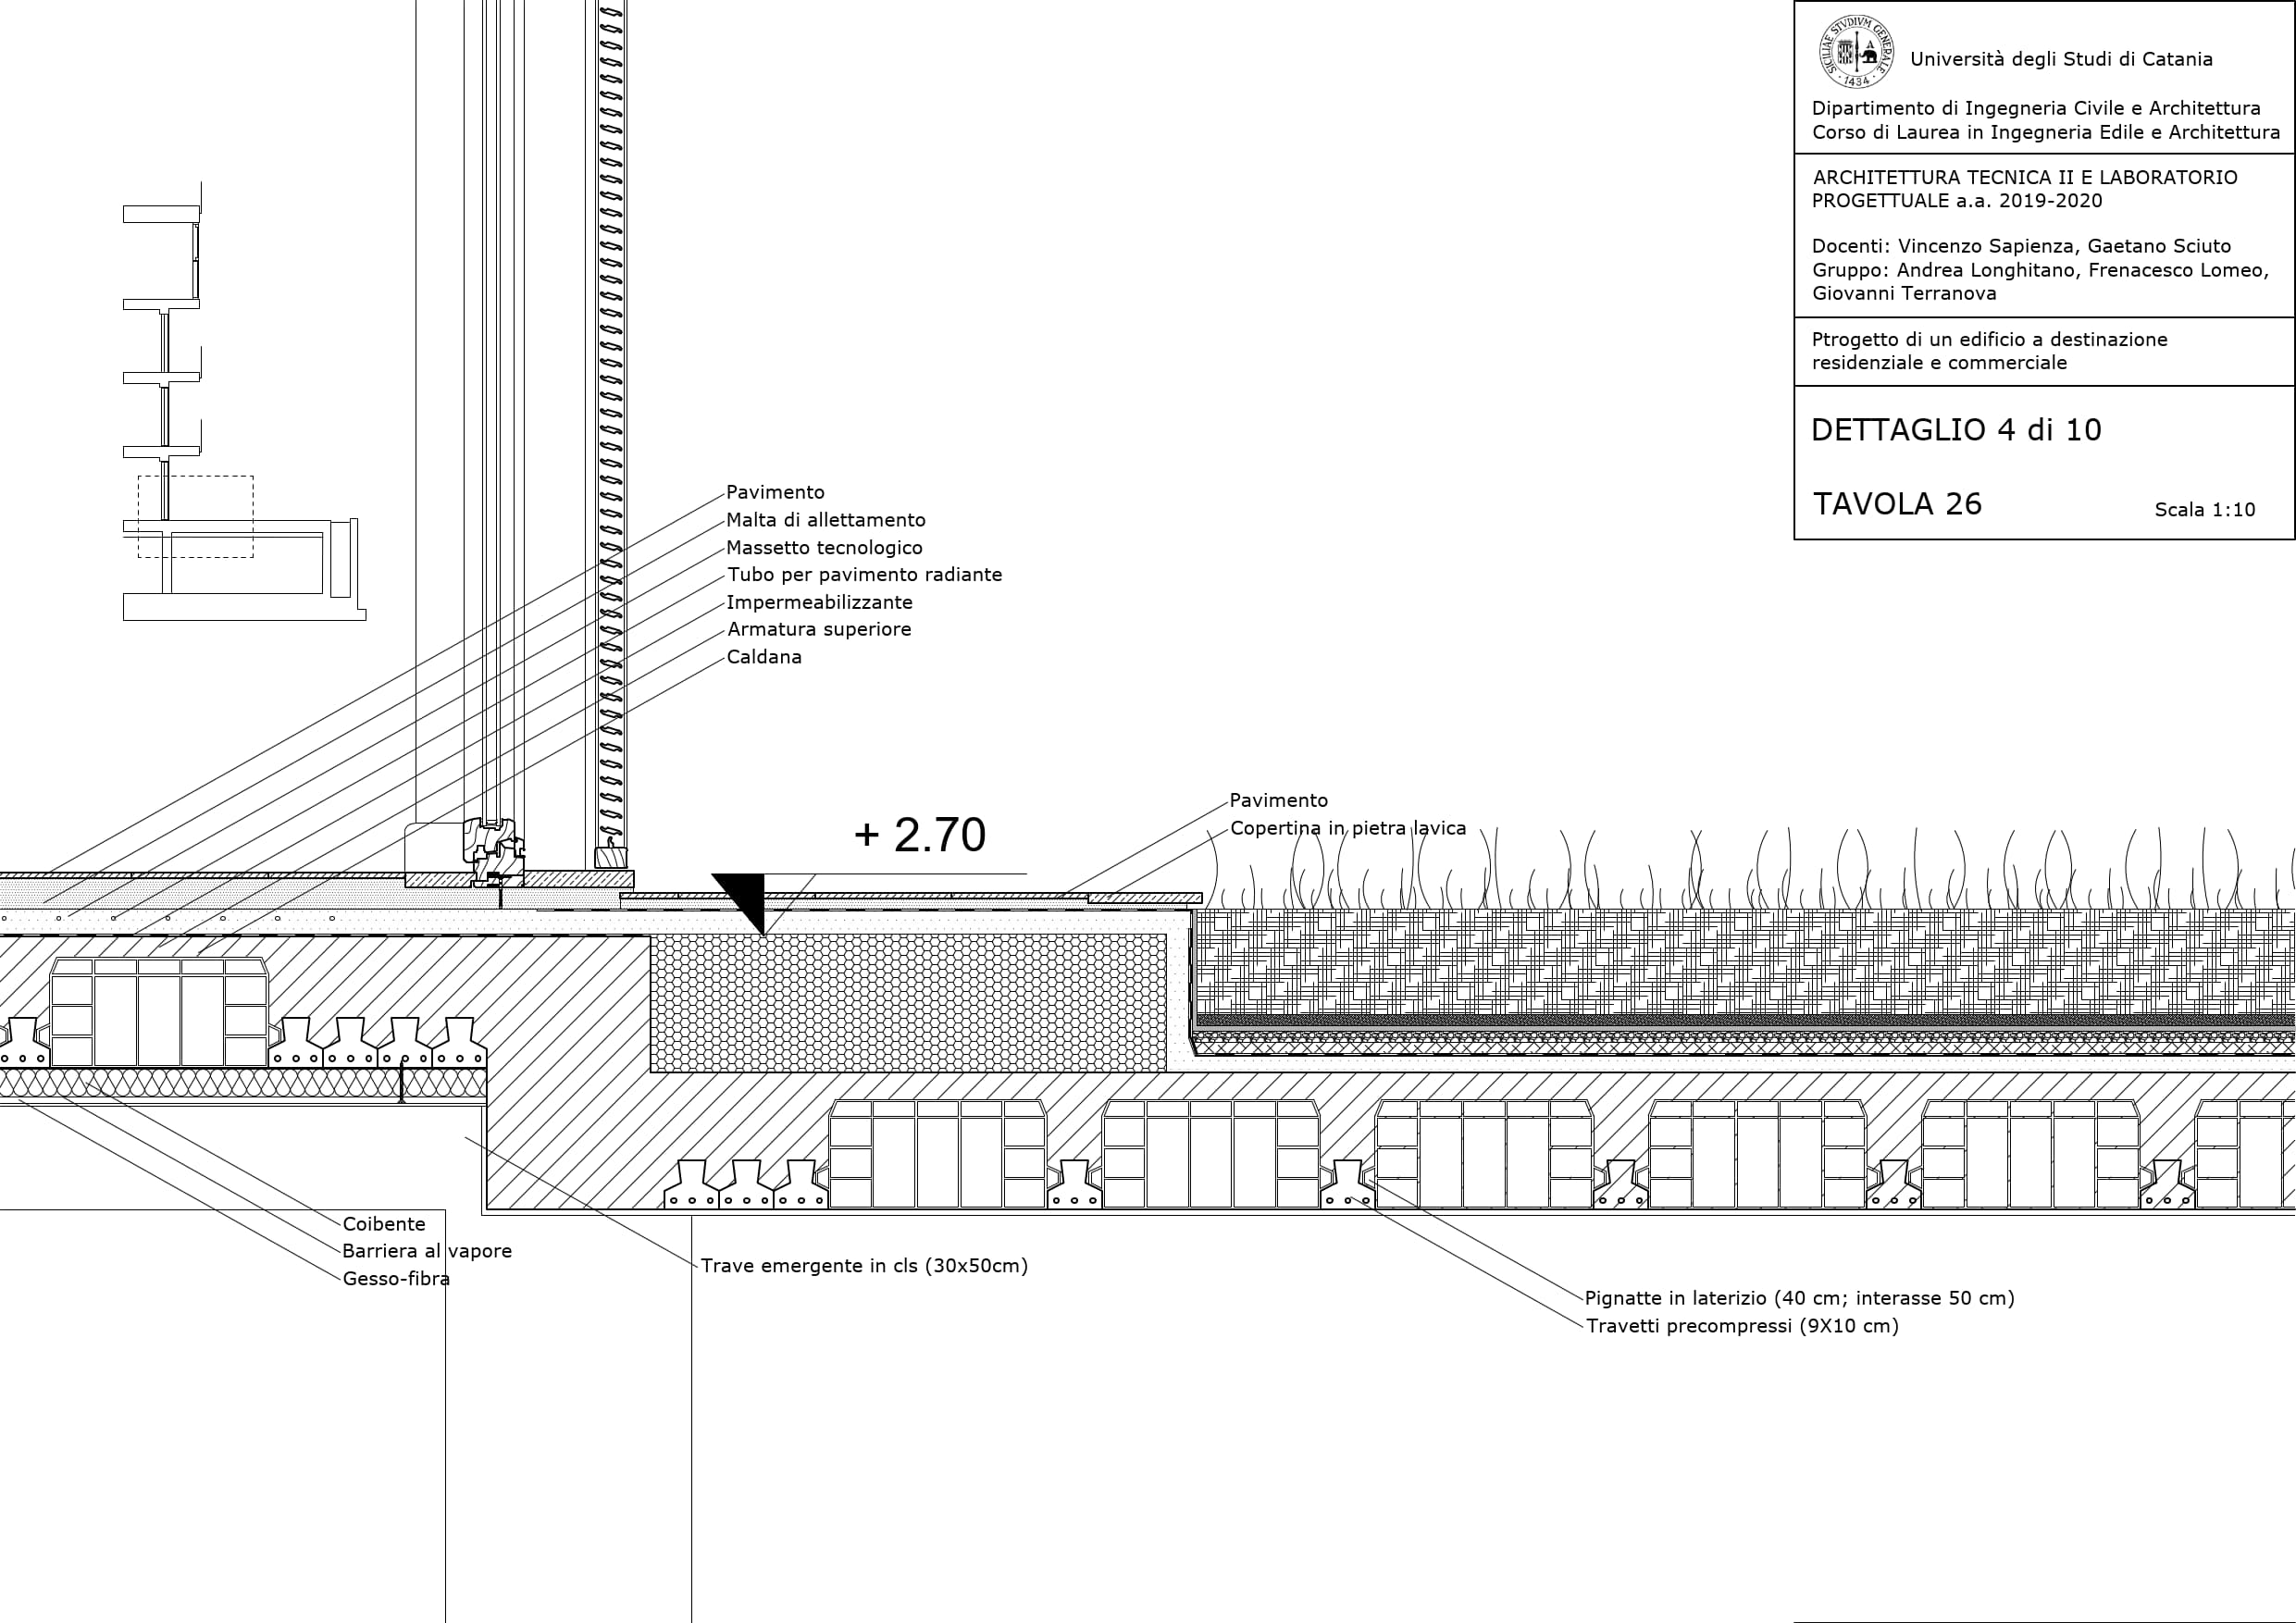 SICILIAE STVDIVM GENERALE
· 1434 ·
Università degli Studi di Catania
Dipartimento di Ingegneria Civile e Architettura
Corso di Laurea in Ingegneria Edile e Architettura
ARCHITETTURA TECNICA II E LABORATORIO
PROGETTUALE a.a. 2019-2020
Docenti: Vincenzo Sapienza, Gaetano Sciuto
Gruppo: Andrea Longhitano, Frenacesco Lomeo,
Giovanni Terranova
Ptrogetto di un edificio a destinazione
residenziale e commerciale
DETTAGLIO 4 di 10
TAVOLA 26
Scala 1:10
Pavimento
Malta di allettamento
Massetto tecnologico
Tubo per pavimento radiante
Impermeabilizzante
Armatura superiore
Caldana
+ 2.70
Pavimento
Copertina in pietra lavica
Coibente
Barriera al vapore
Gesso-fibra
Trave emergente in cls (30x50cm)
Pignatte in laterizio (40 cm; interasse 50 cm)
Travetti precompressi (9X10 cm)